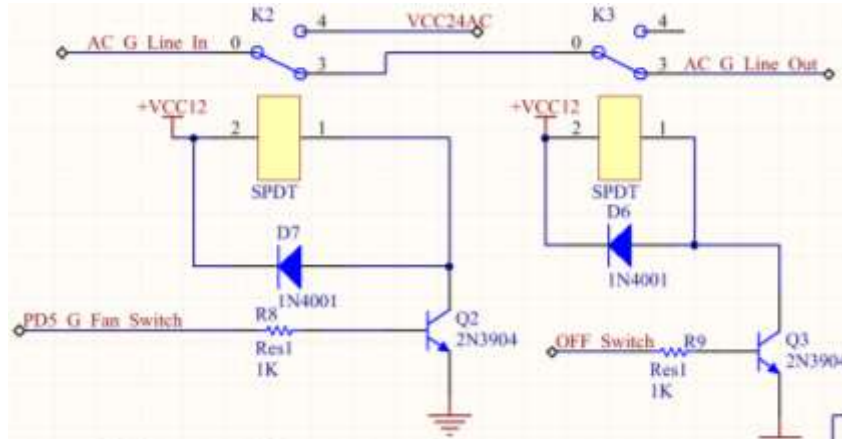 K2
4
VCC24AC
K3
4
AC G Line In
0
3
0
3
AC G Line Out
+VCC12
2
1
SPDT
+VCC12
2
1
SPDT
D7
1N4001
D6
1N4001
PD5 G Fan Switch
R8
Res1
1K
Q2
2N3904
OFF Switch
R9
Res1
1K
Q3
2N3904